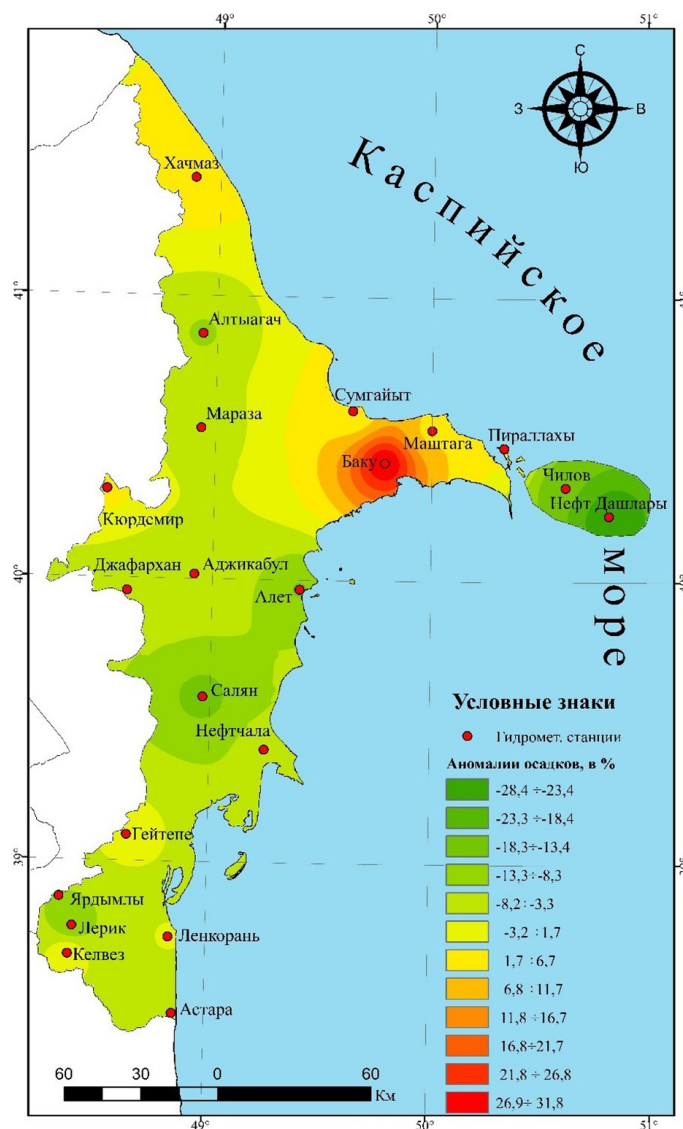 49° 50° 51°
С
З В
Ю
Хачмаз
Каспийское
41°
Алтыагач
Сумгайыт
Мараза
Маштага
Пираллахы
Баку
Чилов
Нефт Дашлары
Кюрдсмир
Джафархан
Аджикабул
40°
Алет
море
Салян
Нефтчала
Условные знаки
Гидромет. станции
Аномалии осадков, в %
-28,4 ÷-23,4
-23,3 ÷-18,4
-18,3÷-13,4
-13,3÷-8,3
-8,2 ÷-3,3
-3,2 ÷1,7
1,7 ÷6,7
6,8 ÷11,7
11,8 ÷16,7
16,8÷21,7
21,8 ÷ 26,8
26,9÷ 31,8
Гейтепе
39°
Ярдымлы
Лерик
Ленкорань
Келвез
Астара
60 30 0 60
Км
49° 50° 51°